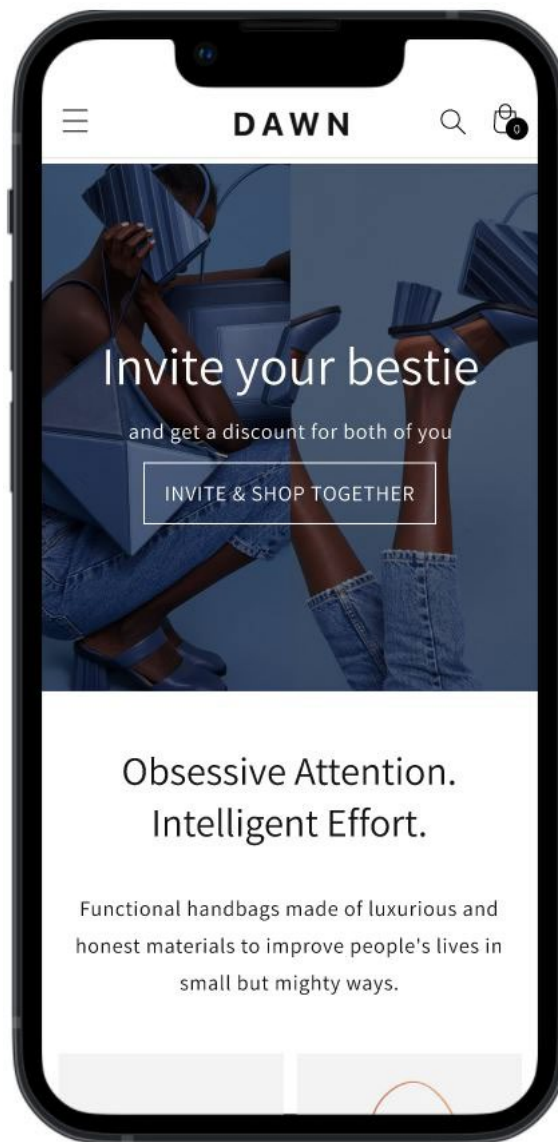 DAWN
0
Invite your bestie
and get a discount for both of you
INVITE & SHOP TOGETHER
Obsessive Attention.
Intelligent Effort.
Functional handbags made of luxurious and
honest materials to improve people's lives in
small but mighty ways.